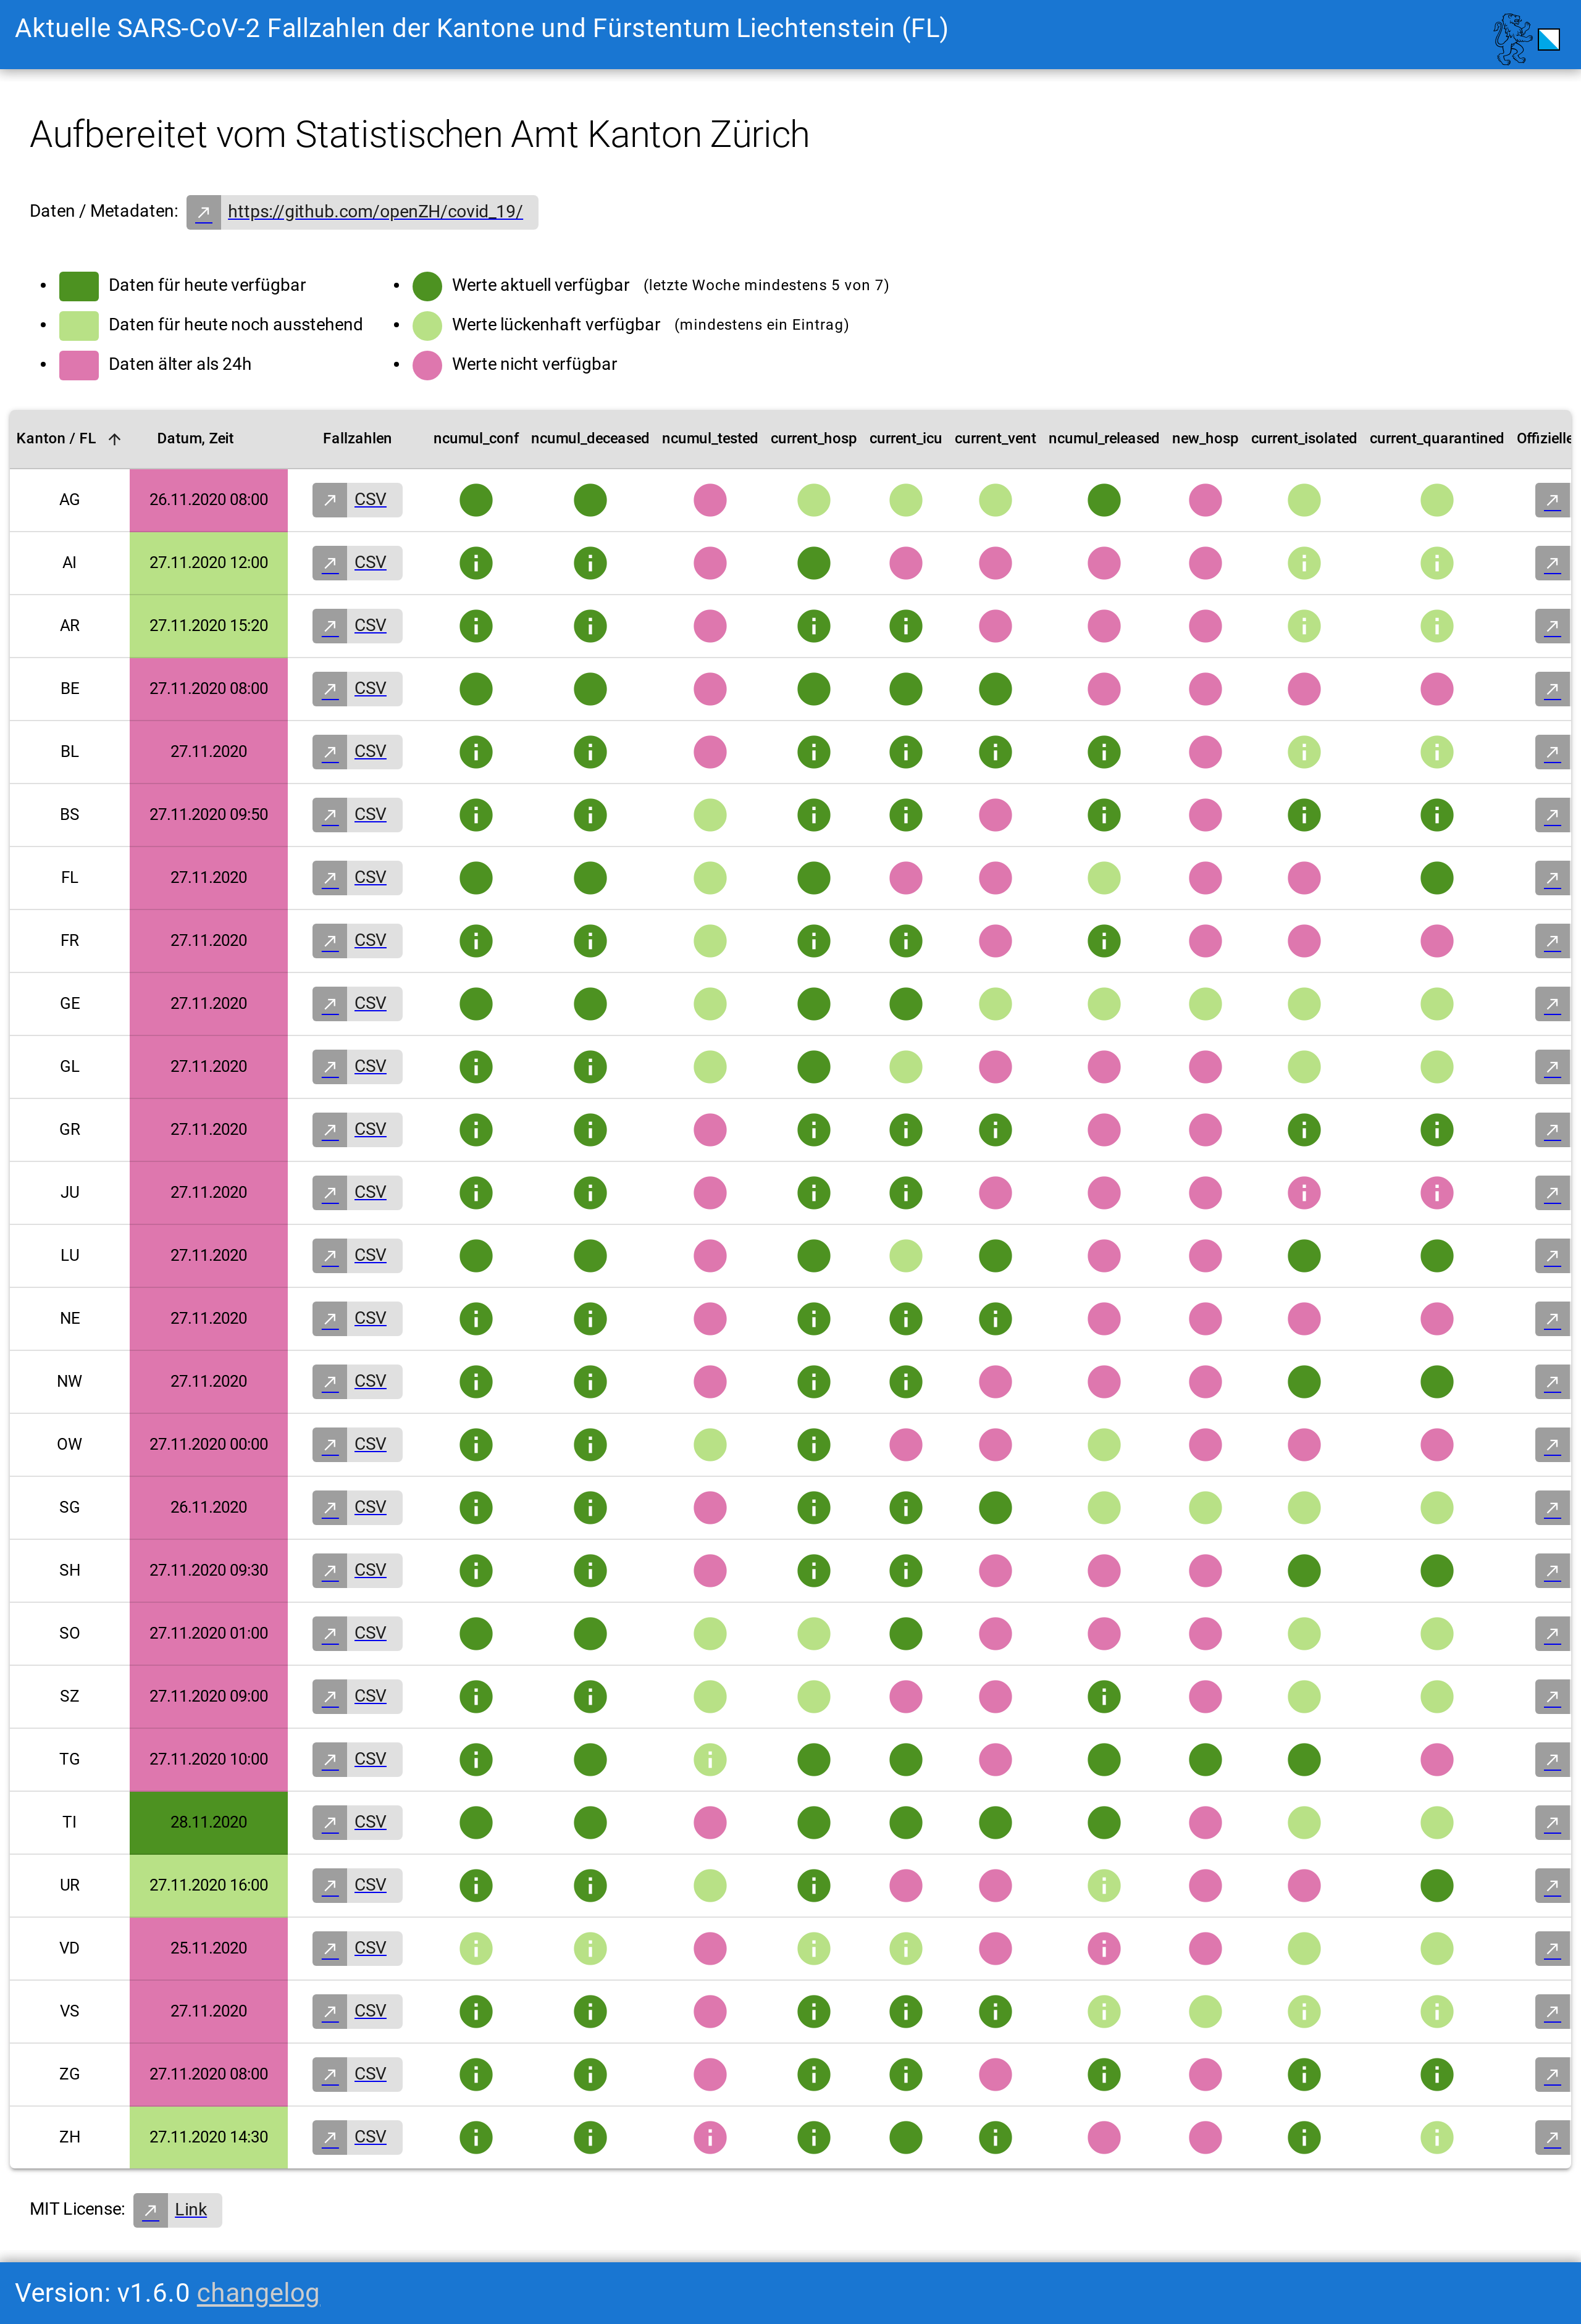 Aktuelle SARS-CoV-2 Fallzahlen der Kantone und Fürstentum Liechtenstein (FL)
Aufbereitet vom Statistischen Amt Kanton Zürich
Daten / Metadaten: https://github.com/openZH/covid_19/
Daten für heute verfügbar
Daten für heute noch ausstehend
Daten älter als 24h
Werte aktuell verfügbar (letzte Woche mindestens 5 von 7)
Werte lückenhaft verfügbar (mindestens ein Eintrag)
Werte nicht verfügbar
Kanton / FL Datum, Zeit Fallzahlen ncumul_conf ncumul_deceased ncumul_tested current_hosp current_icu current_vent ncumul_released new_hosp current_isolated current_quarantined Offizielle
AG 26.11.2020 08:00 CSV
AI 27.11.2020 12:00 CSV
AR 27.11.2020 15:20 CSV
BE 27.11.2020 08:00 CSV
BL 27.11.2020 CSV
BS 27.11.2020 09:50 CSV
FL 27.11.2020 CSV
FR 27.11.2020 CSV
GE 27.11.2020 CSV
GL 27.11.2020 CSV
GR 27.11.2020 CSV
JU 27.11.2020 CSV
LU 27.11.2020 CSV
NE 27.11.2020 CSV
NW 27.11.2020 CSV
OW 27.11.2020 00:00 CSV
SG 26.11.2020 CSV
SH 27.11.2020 09:30 CSV
SO 27.11.2020 01:00 CSV
SZ 27.11.2020 09:00 CSV
TG 27.11.2020 10:00 CSV
TI 28.11.2020 CSV
UR 27.11.2020 16:00 CSV
VD 25.11.2020 CSV
VS 27.11.2020 CSV
ZG 27.11.2020 08:00 CSV
ZH 27.11.2020 14:30 CSV
MIT License: Link
Version: v1.6.0 changelog